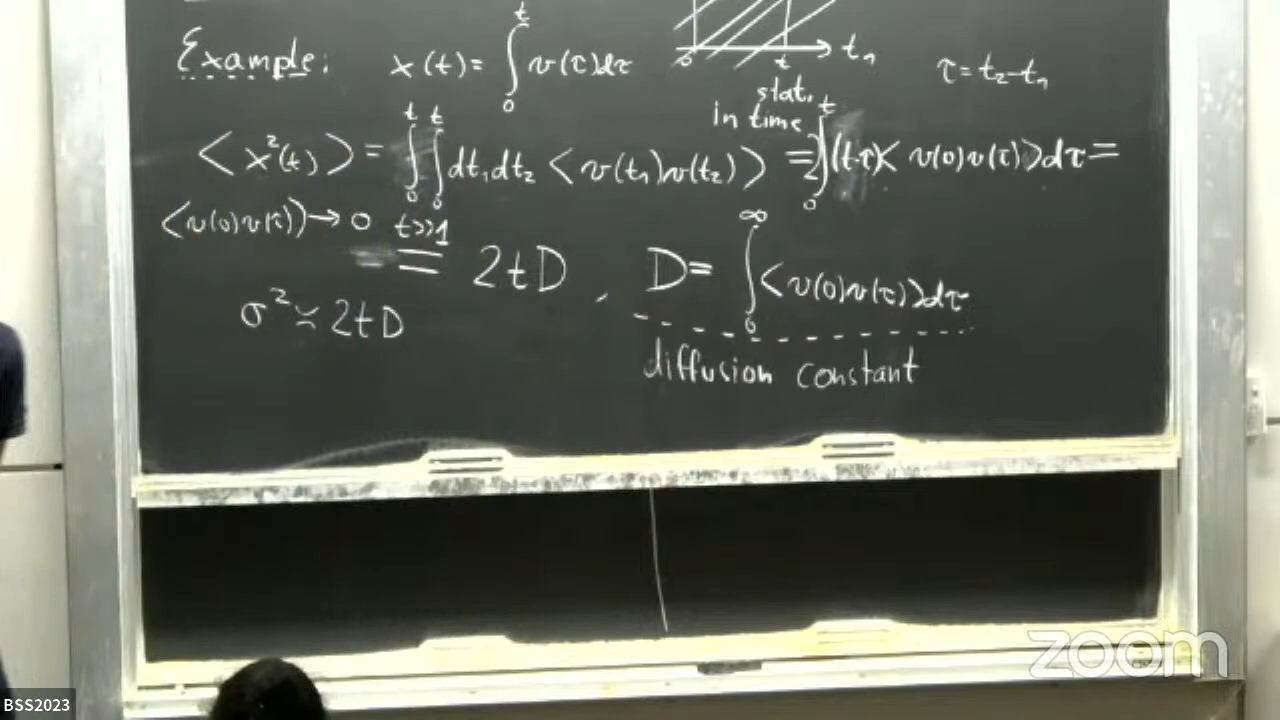 Example: x(t) = ∫₀ᵗ v(τ)dτ
0 t t₁
τ = t₂ - t₁
stat. in time
<x²(t)> = ∫₀ᵗ ∫₀ᵗ dt₁dt₂ <v(t₁)v(t₂)> = 2∫₀ᵗ (t-τ)<v(0)v(τ)>dτ =
<v(0)v(τ)> → 0 t>>1
= 2tD , D = ∫₀^∞ <v(0)v(τ)>dτ
σ² ≍ 2tD
diffusion constant
zoom
BSS2023